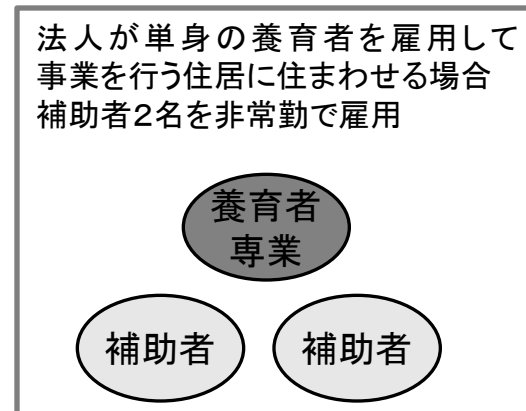 法人が単身の養育者を雇用して
事業を行う住居に住まわせる場合
補助者２名を非常勤で雇用
養育者
専業
補助者 補助者